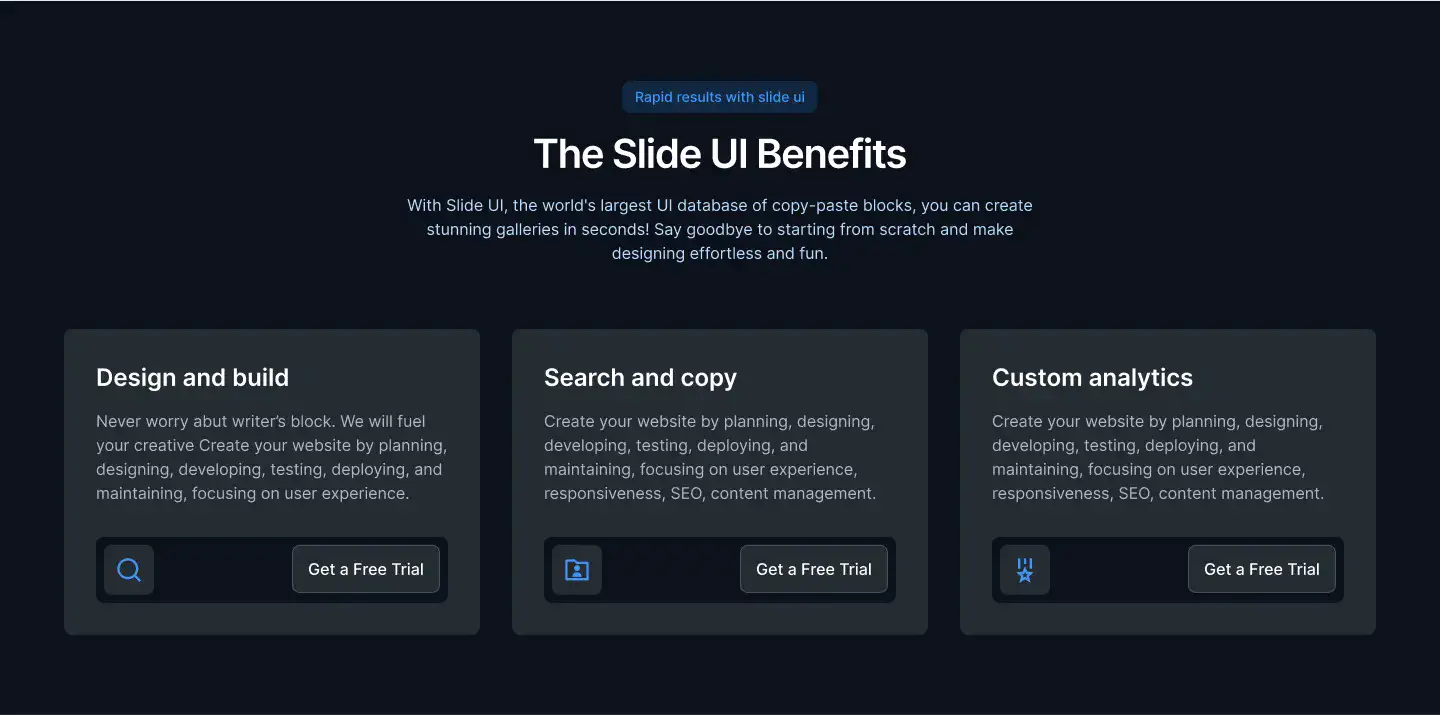 Rapid results with slide ui
The Slide UI Benefits
With Slide UI, the world's largest UI database of copy-paste blocks, you can create
stunning galleries in seconds! Say goodbye to starting from scratch and make
designing effortless and fun.
Design and build
Never worry abut writer’s block. We will fuel
your creative Create your website by planning,
designing, developing, testing, deploying, and
maintaining, focusing on user experience.
Get a Free Trial
Search and copy
Create your website by planning, designing,
developing, testing, deploying, and
maintaining, focusing on user experience,
responsiveness, SEO, content management.
Get a Free Trial
Custom analytics
Create your website by planning, designing,
developing, testing, deploying, and
maintaining, focusing on user experience,
responsiveness, SEO, content management.
Get a Free Trial